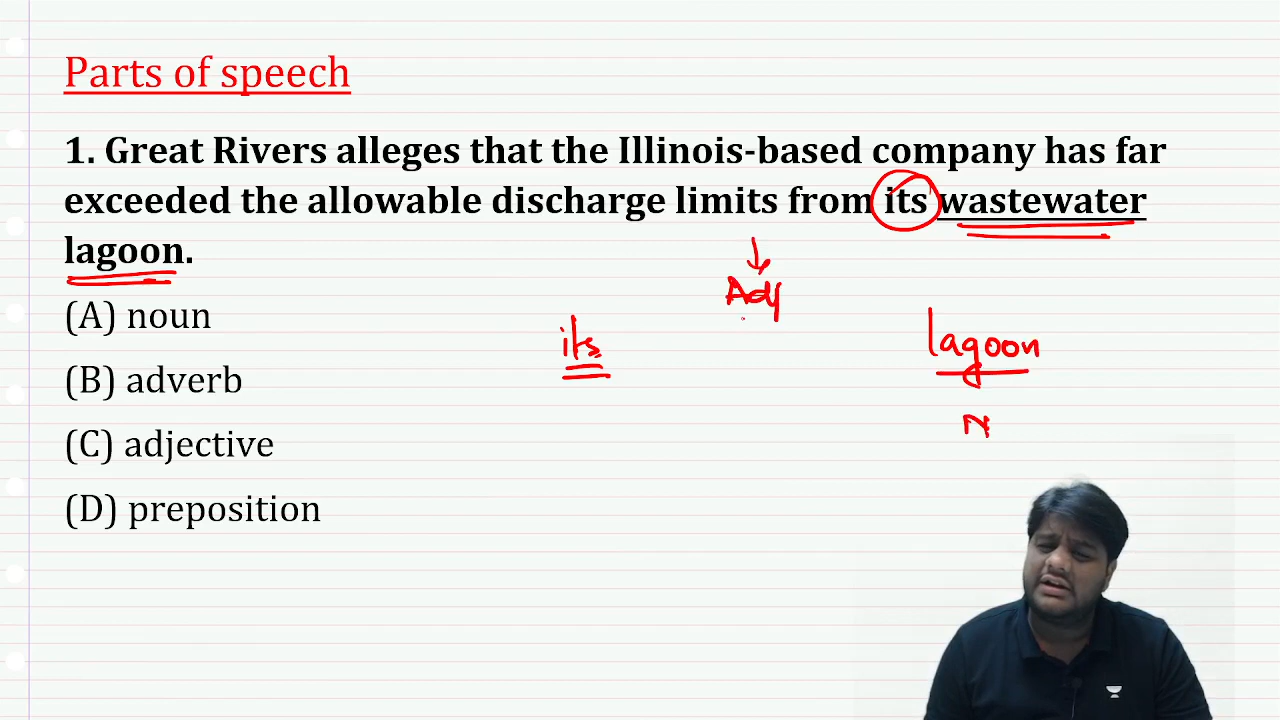 Parts of speech
1. Great Rivers alleges that the Illinois-based company has far
exceeded the allowable discharge limits from its wastewater
lagoon.
Adj
(A) noun
its
lagoon
(B) adverb
N
(C) adjective
(D) preposition